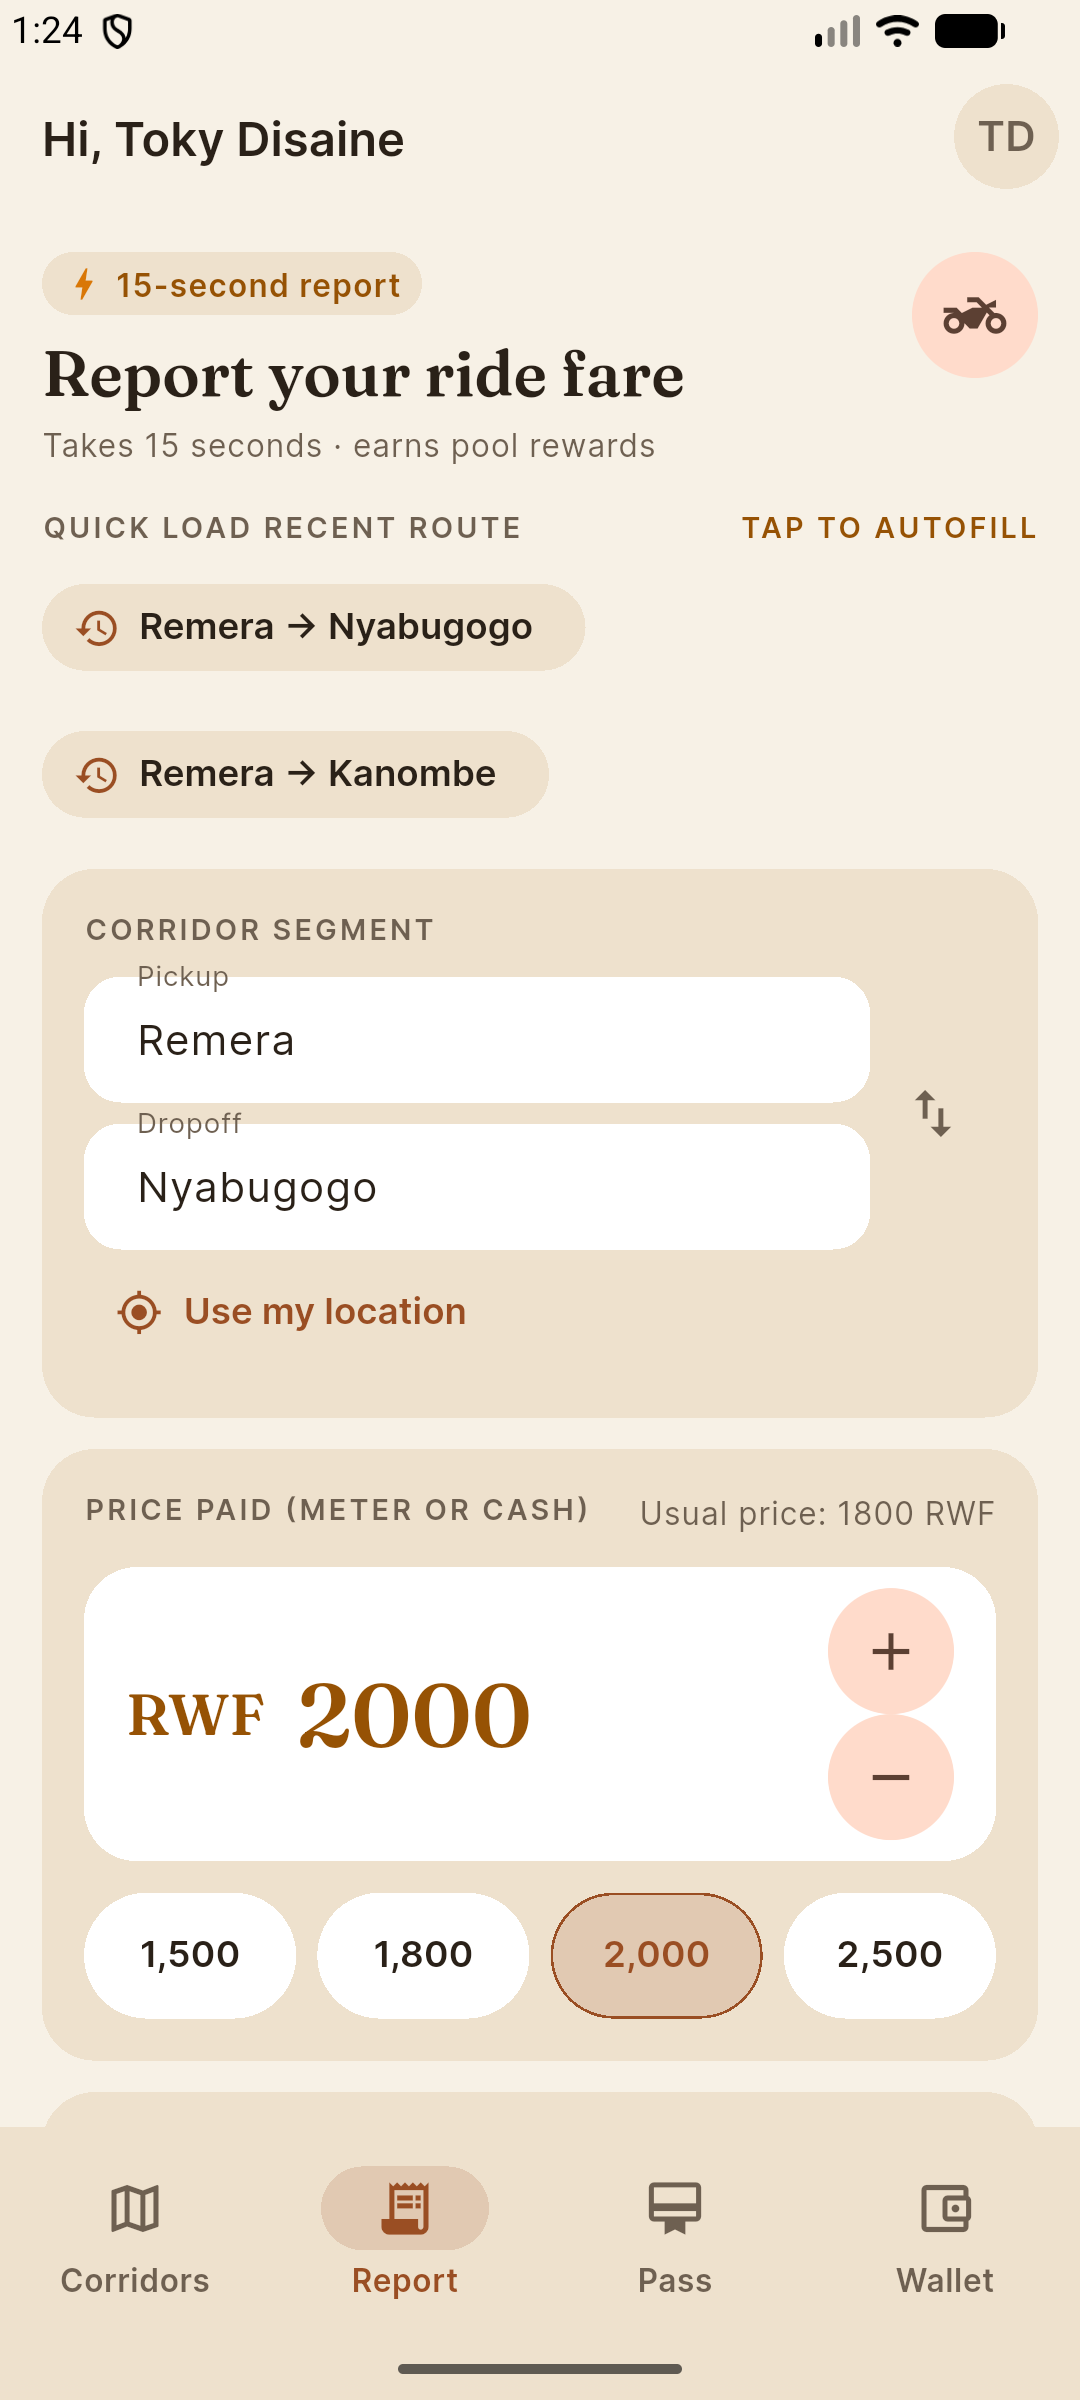 1:24
Hi, Toky Disaine
TD
15-second report
Report your ride fare
Takes 15 seconds · earns pool rewards
QUICK LOAD RECENT ROUTE
TAP TO AUTOFILL
Remera → Nyabugogo
Remera → Kanombe
CORRIDOR SEGMENT
Pickup
Remera
Dropoff
Nyabugogo
Use my location
PRICE PAID (METER OR CASH)
Usual price: 1800 RWF
RWF 2000
1,500
1,800
2,000
2,500
Corridors
Report
Pass
Wallet